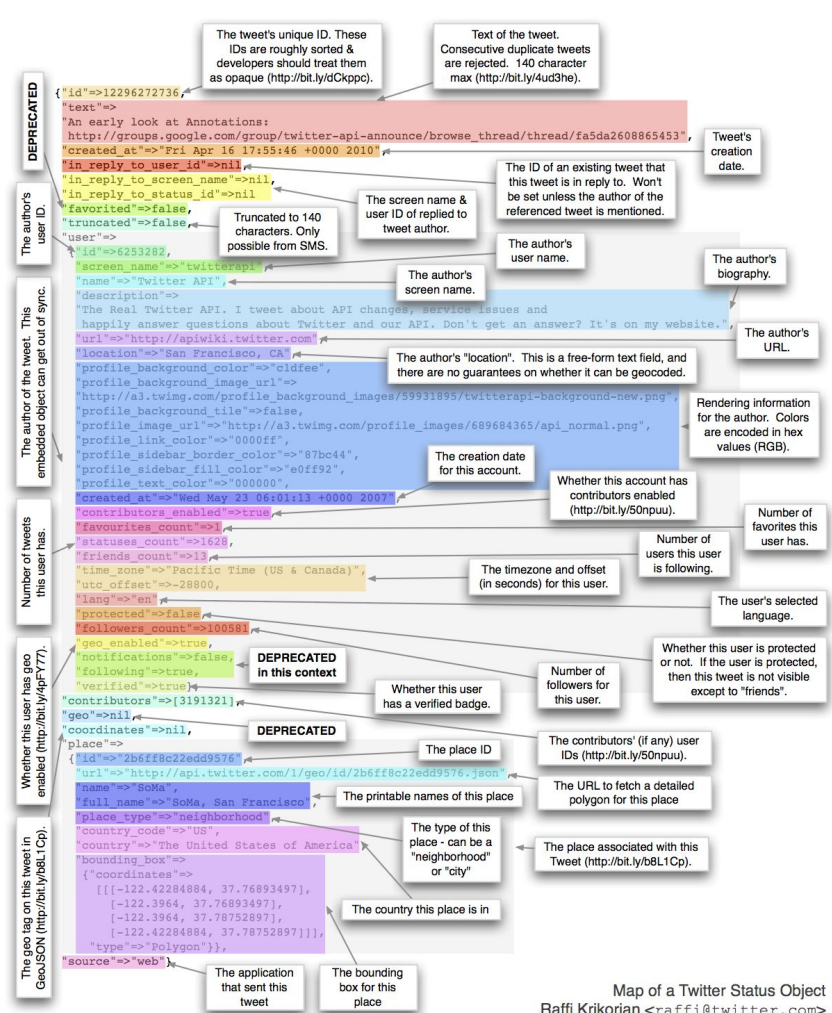 The tweet's unique ID. These
IDs are roughly sorted &
developers should treat them
as opaque (http://bit.ly/dCkppc).
Text of the tweet.
Consecutive duplicate tweets
are rejected. 140 character
max (http://bit.ly/4ud3he).
DEPRECATED
{"id"=>12296272736,
"text"=>
"An early look at Annotations:
http://groups.google.com/group/twitter-api-announce/browse_thread/thread/fa5da2608865453",
"created_at"=>"Fri Apr 16 17:55:46 +0000 2010",
Tweet's
creation
date.
"in_reply_to_user_id"=>nil,
"in_reply_to_screen_name"=>nil,
"in_reply_to_status_id"=>nil
The ID of an existing tweet that
this tweet is in reply to. Won't
be set unless the author of the
referenced tweet is mentioned.
The screen name &
user ID of replied to
tweet author.
"favorited"=>false,
"truncated"=>false,
Truncated to 140
characters. Only
possible from SMS.
The author's
user ID.
"user"=>
{"id"=>6253282,
"screen_name"=>"twitterapi"
The author's
user name.
"name"=>"Twitter API",
The author's
screen name.
The author's
biography.
"description"=>
"The Real Twitter API. I tweet about API changes, service issues and
happily answer questions about Twitter and our API. Don't get an answer? It's on my website.",
"url"=>"http://apiwiki.twitter.com"
The author's
URL.
"location"=>"San Francisco, CA"
The author's "location". This is a free-form text field, and
there are no guarantees on whether it can be geocoded.
The author of the tweet. This
embedded object can get out of sync.
"profile_background_color"=>"c1dfee",
"profile_background_image_url"=>
"http://a3.twimg.com/profile_background_images/59931895/twitterapi-background-new.png",
"profile_background_tile"=>false,
"profile_image_url"=>"http://a3.twimg.com/profile_images/689684365/api_normal.png",
"profile_link_color"=>"0000ff",
"profile_sidebar_border_color"=>"87bc44",
"profile_sidebar_fill_color"=>"e0ff92",
"profile_text_color"=>"000000",
Rendering information
for the author. Colors
are encoded in hex
values (RGB).
The creation date
for this account.
"created_at"=>"Wed May 23 06:01:13 +0000 2007"
"contributors_enabled"=>true,
Whether this account has
contributors enabled
(http://bit.ly/50npuu).
"favourites_count"=>1
Number of
favorites this
user has.
Number of tweets
this user has.
"statuses_count"=>1628,
"friends_count"=>13
Number of
users this user
is following.
"time_zone"=>"Pacific Time (US & Canada)",
"utc_offset"=>-28800,
The timezone and offset
(in seconds) for this user.
"lang"=>"en"
The user's selected
language.
"protected"=>false
Whether this user is protected
or not. If the user is protected,
then this tweet is not visible
except to "friends".
"followers_count"=>100581
Number of
followers for
this user.
Whether this user has geo
enabled (http://bit.ly/4pFY77).
"geo_enabled"=>true,
"notifications"=>false,
"following"=>true,
DEPRECATED
in this context
"verified"=>true}
Whether this user
has a verified badge.
"contributors"=>[3191321]
The contributors' (if any) user
IDs (http://bit.ly/50npuu).
"geo"=>nil,
DEPRECATED
"coordinates"=>nil,
The geo tag on this tweet in
GeoJSON (http://bit.ly/b8L1Cp).
"place"=>
{"id"=>"2b6ff8c22edd9576",
The place ID
"url"=>"http://api.twitter.com/1/geo/id/2b6ff8c22edd9576.json",
The URL to fetch a detailed
polygon for this place
"name"=>"SoMa",
"full_name"=>"SoMa, San Francisco",
The printable names of this place
"place_type"=>"neighborhood"
The type of this
place - can be a
"neighborhood"
or "city"
The place associated with this
Tweet (http://bit.ly/b8L1Cp).
"country_code"=>"US",
"country"=>"The United States of America"
The country this place is in
"bounding_box"=>
{"coordinates"=>
[[[-122.42284884, 37.76893497],
[-122.3964, 37.76893497],
[-122.3964, 37.78752897],
[-122.42284884, 37.78752897]]],
"type"=>"Polygon"}},
The bounding
box for this
place
"source"=>"web"}
The application
that sent this
tweet
Map of a Twitter Status Object
Raffi Krikorian <raffi@twitter.com>